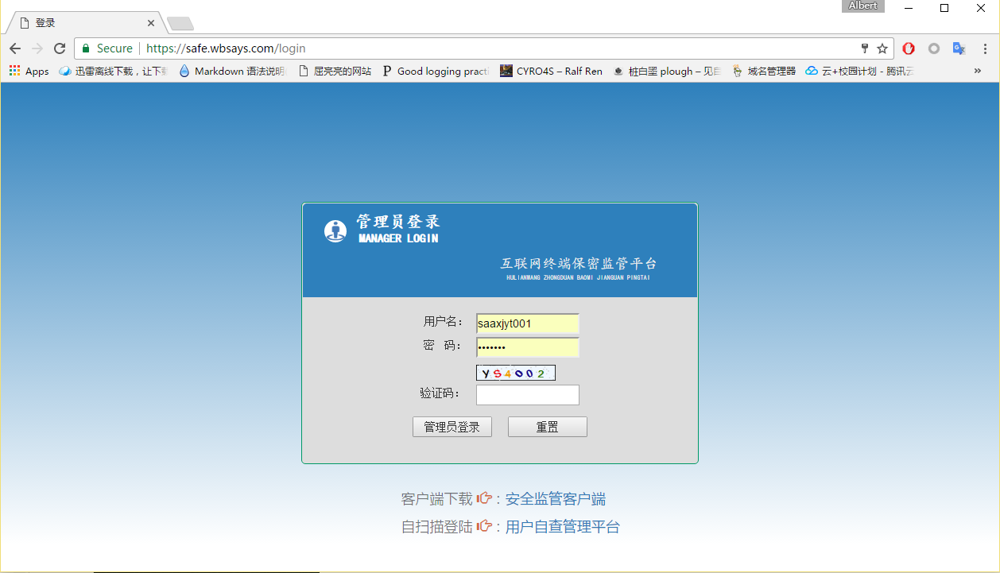 Albert
登录
Secure https://safe.wbsays.com/login
Apps 迅雷离线下载，让下载 Markdown 语法说明 屈亮亮的网站 Good logging practi CYRO4S – Ralf Ren 桩白墨 plough – 见自 域名管理器 云+校园计划 - 腾讯云 »
管理员登录
MANAGER LOGIN
互联网终端保密监管平台
HULIANWANG ZHONGDUAN BAOMI JIANGUAN PINGTAI
用户名： saaxjyt001
密 码： •••••••
YS4002
验证码：
管理员登录 重置
客户端下载 ： 安全监管客户端
自扫描登陆 ： 用户自查管理平台